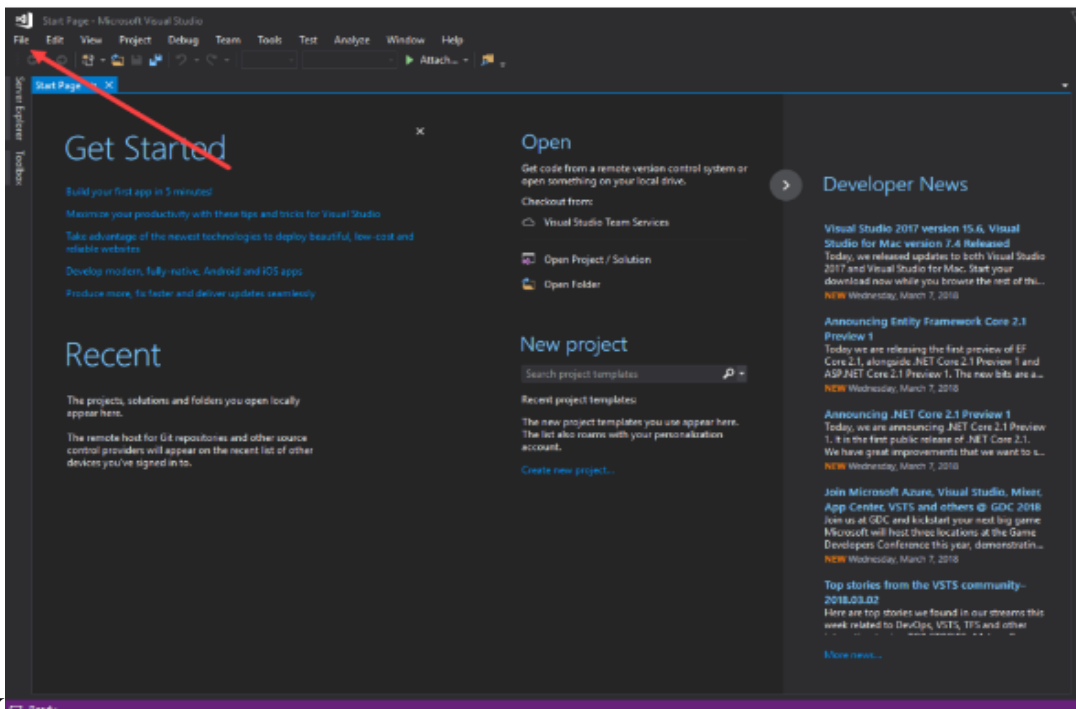 Start Page - Microsoft Visual Studio
File Edit View Project Debug Team Tools Test Analyze Window Help
Attach...
Start Page
Server Explorer
Toolbox
Get Started
Build your first app in 5 minutes!
Maximize your productivity with these tips and tricks for Visual Studio
Take advantage of the newest technologies to deploy beautiful, low-cost and
reliable websites
Develop modern, fully-native, Android and iOS apps
Produce more, fix faster and deliver updates seamlessly
Recent
The projects, solutions and folders you open locally
appear here.
The remote host for Git repositories and other source
control providers will appear on the recent list of other
devices you've signed in to.
Open
Get code from a remote version control system or
open something on your local drive.
Checkout from:
Visual Studio Team Services
Open Project / Solution
Open Folder
New project
Search project templates
Recent project templates:
The new project templates you use appear here.
The list also roams with your personalization
account.
Create new project...
Developer News
Visual Studio 2017 version 15.6, Visual
Studio for Mac version 7.4 Released
Today, we released updates to both Visual Studio
2017 and Visual Studio for Mac. Start your
download now while you browse the rest of thi...
NEW Wednesday, March 7, 2018
Announcing Entity Framework Core 2.1
Preview 1
Today we are releasing the first preview of EF
Core 2.1, alongside .NET Core 2.1 Preview 1 and
ASP.NET Core 2.1 Preview 1. The new bits are a...
NEW Wednesday, March 7, 2018
Announcing .NET Core 2.1 Preview 1
Today, we are announcing .NET Core 2.1 Preview
1. It is the first public release of .NET Core 2.1.
We have great improvements that we want to s...
NEW Wednesday, March 7, 2018
Join Microsoft Azure, Visual Studio, Mixer,
App Center, VSTS and others @ GDC 2018
Join us at GDC and kickstart your next big game
Microsoft will host three locations at the Game
Developers Conference this year, demonstratin...
NEW Wednesday, March 7, 2018
Top stories from the VSTS community–
2018.03.02
Here are top stories we found in our streams this
week related to DevOps, VSTS, TFS and other
More news...